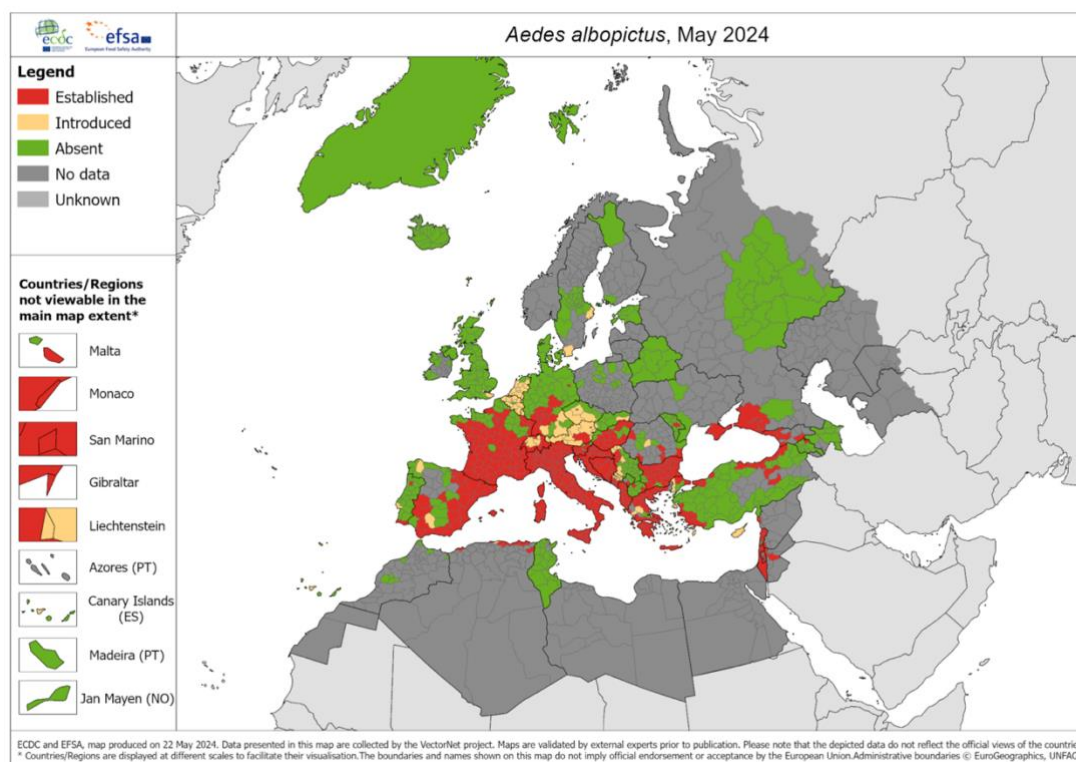 ecdc
efsa
European Food Safety Authority
Aedes albopictus, May 2024
Legend
Established
Introduced
Absent
No data
Unknown
Countries/Regions
not viewable in the
main map extent*
Malta
Monaco
San Marino
Gibraltar
Liechtenstein
Azores (PT)
Canary Islands
(ES)
Madeira (PT)
Jan Mayen (NO)
ECDC and EFSA, map produced on 22 May 2024. Data presented in this map are collected by the VectorNet project. Maps are validated by external experts prior to publication. Please note that the depicted data do not reflect the official views of the countrie
* Countries/Regions are displayed at different scales to facilitate their visualisation.The boundaries and names shown on this map do not imply official endorsement or acceptance by the European Union.Administrative boundaries © EuroGeographics, UNFAO